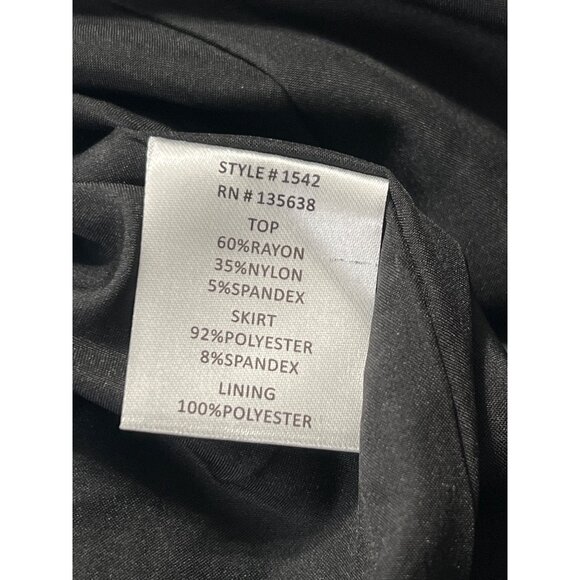 STYLE # 1542
RN # 135638
TOP
60%RAYON
35%NYLON
5%SPANDEX
SKIRT
92%POLYESTER
8%SPANDEX
LINING
100%POLYESTER